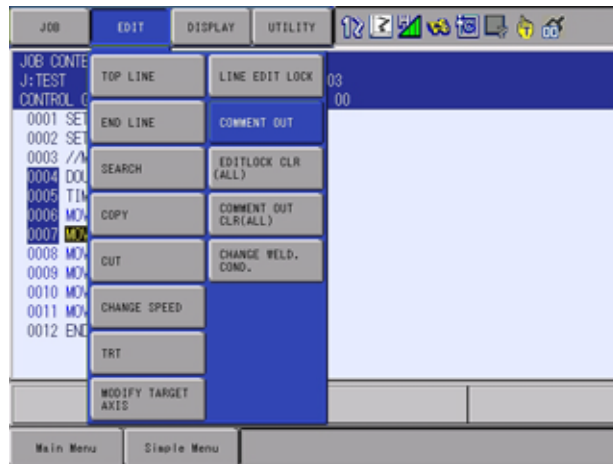 JOB EDIT DISPLAY UTILITY
JOB CONTE
J:TEST 03
CONTROL G 00
TOP LINE LINE EDIT LOCK
END LINE COMMENT OUT
SEARCH EDITLOCK CLR
(ALL)
COPY COMMENT OUT
CLR(ALL)
CUT CHANGE WELD.
COND.
CHANGE SPEED
TRT
MODIFY TARGET
AXIS
0001 SET
0002 SET
0003 //M
0004 DOU
0005 TIM
0006 MOV
0007 MOV
0008 MOV
0009 MOV
0010 MOV
0011 MOV
0012 END
Main Menu Simple Menu